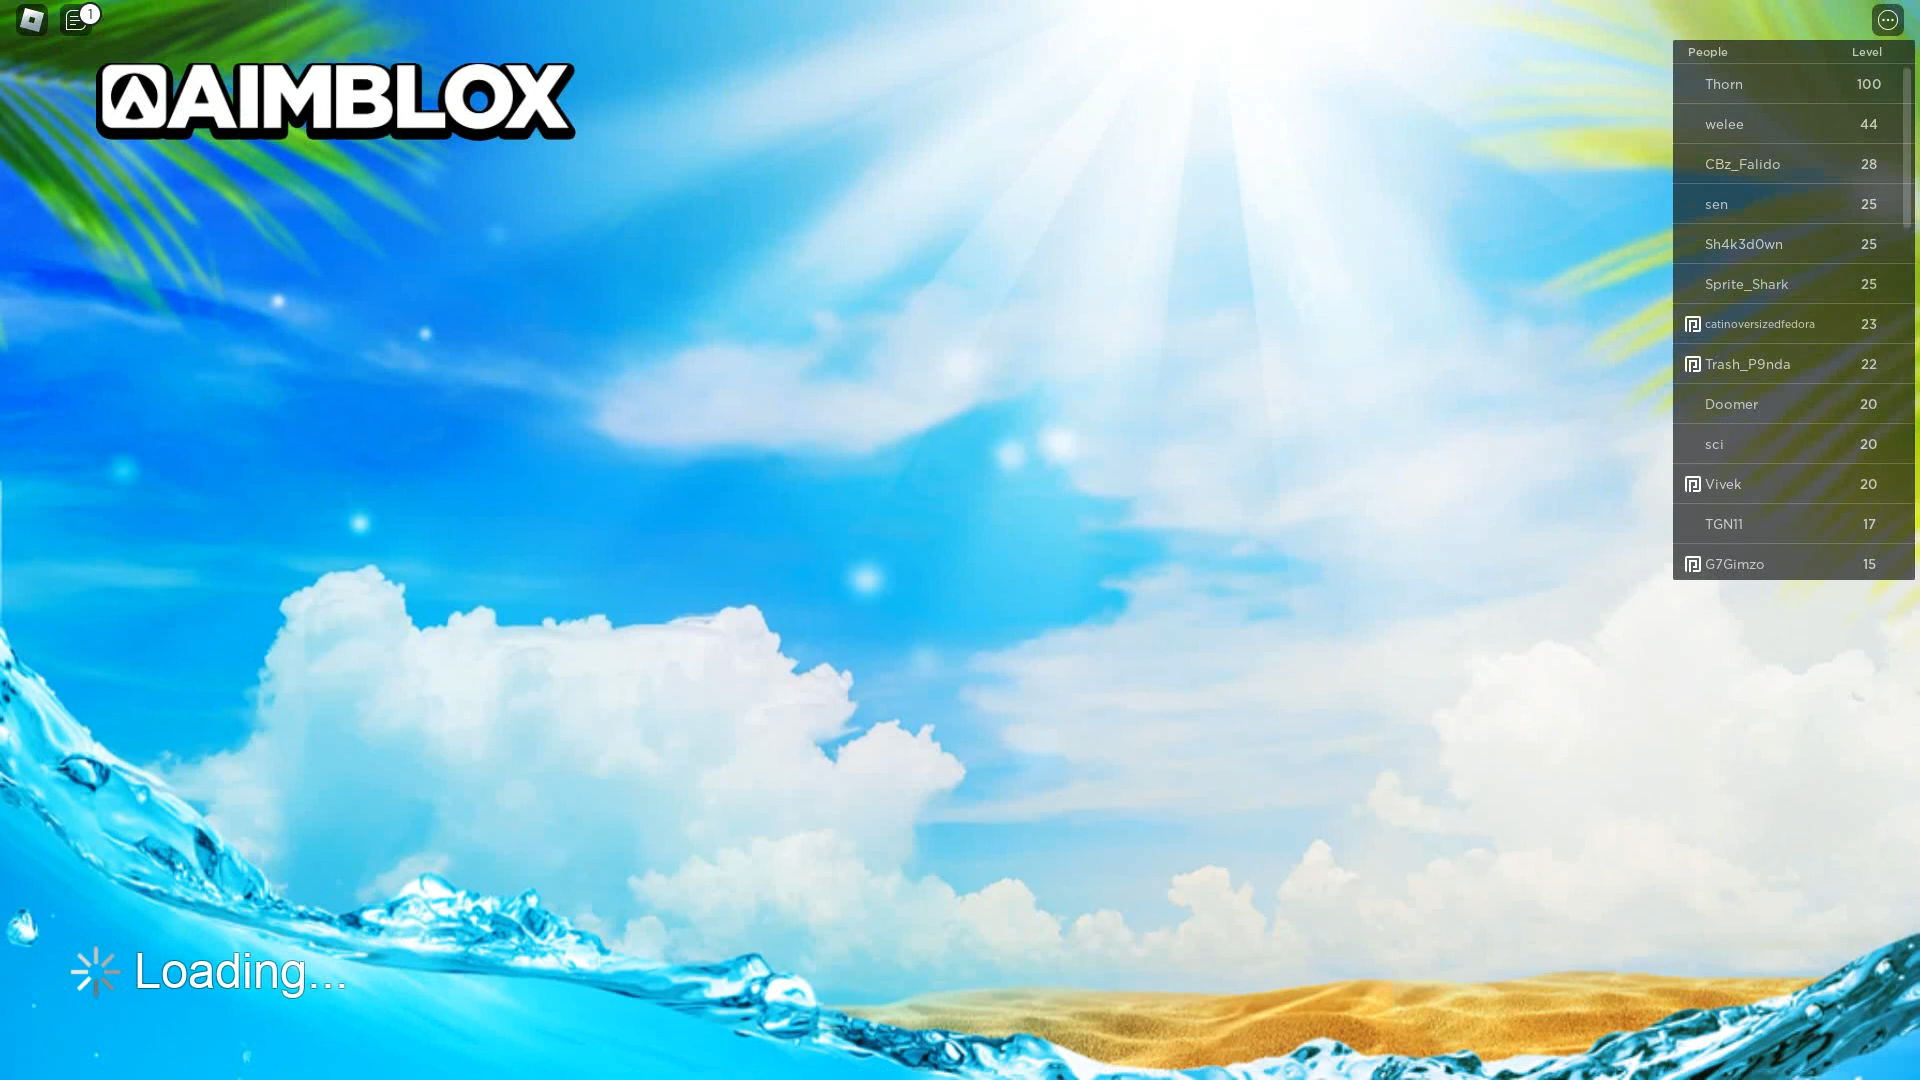 1
AIMBLOX
People Level
Thorn 100
welee 44
CBz_Falido 28
sen 25
Sh4k3d0wn 25
Sprite_Shark 25
catinoversizedfedora 23
Trash_P9nda 22
Doomer 20
sci 20
Vivek 20
TGN11 17
G7Gimzo 15
Loading...